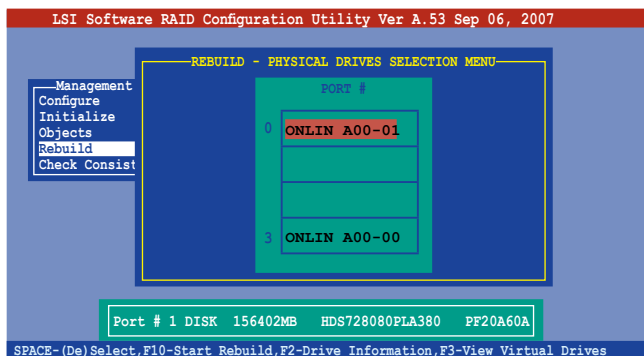 LSI Software RAID Configuration Utility Ver A.53 Sep 06, 2007
REBUILD - PHYSICAL DRIVES SELECTION MENU
Management
Configure
Initialize
Objects
Rebuild
Check Consist
PORT #
0 ONLIN A00-01
3 ONLIN A00-00
Port # 1 DISK 156402MB HDS728080PLA380 PF20A60A
SPACE-(De)Select,F10-Start Rebuild,F2-Drive Information,F3-View Virtual Drives